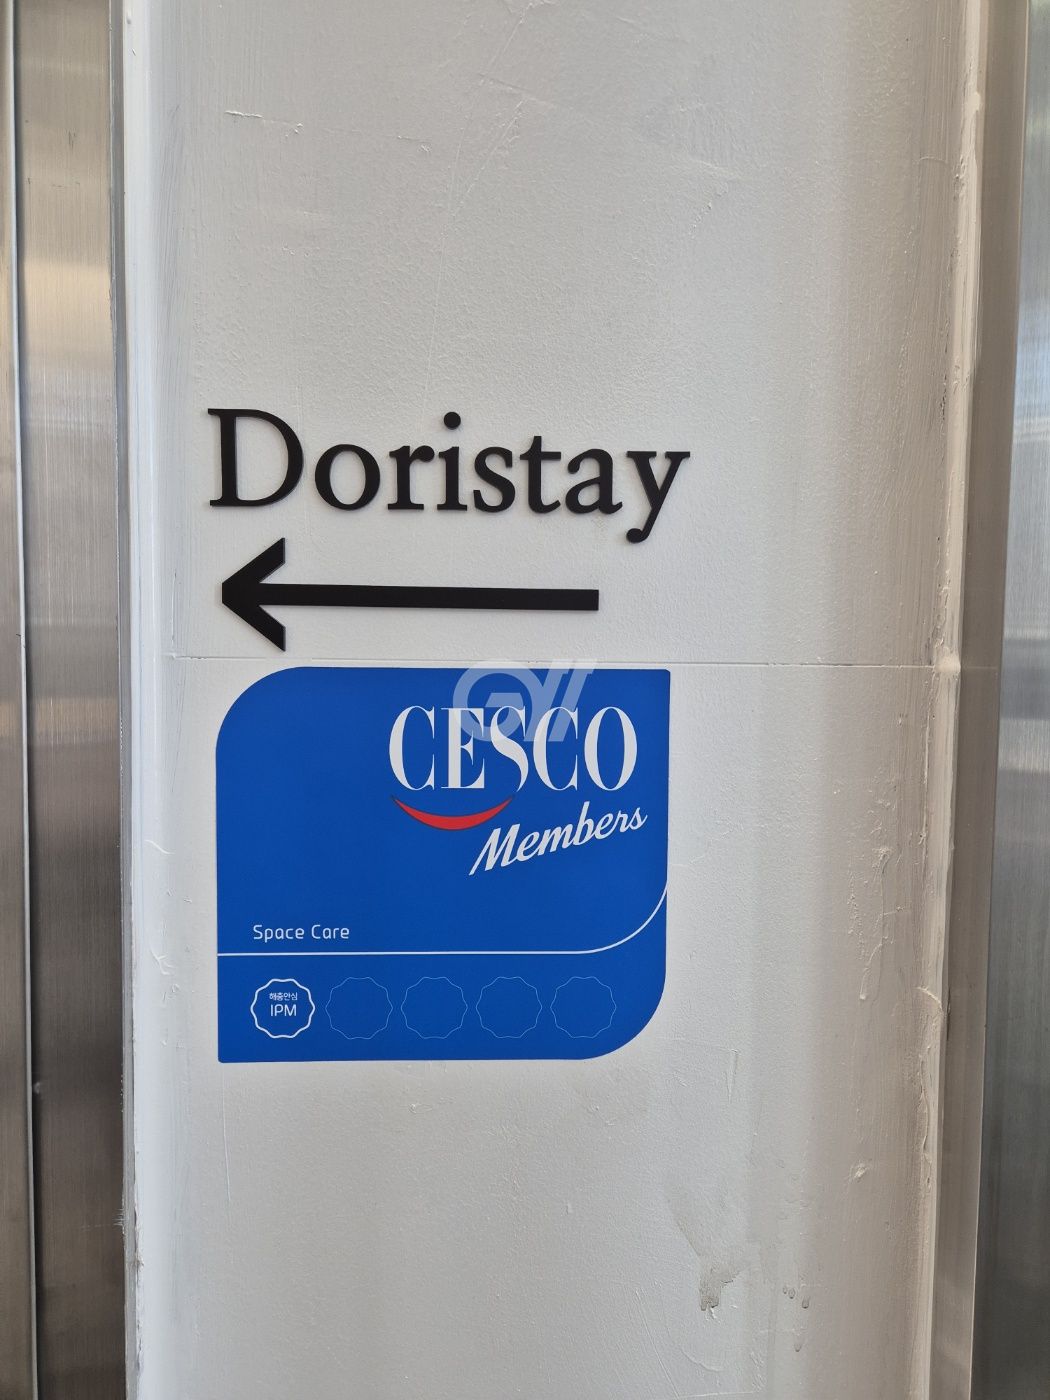 Doristay
CESCO
Members
Space Care
해충안심
IPM